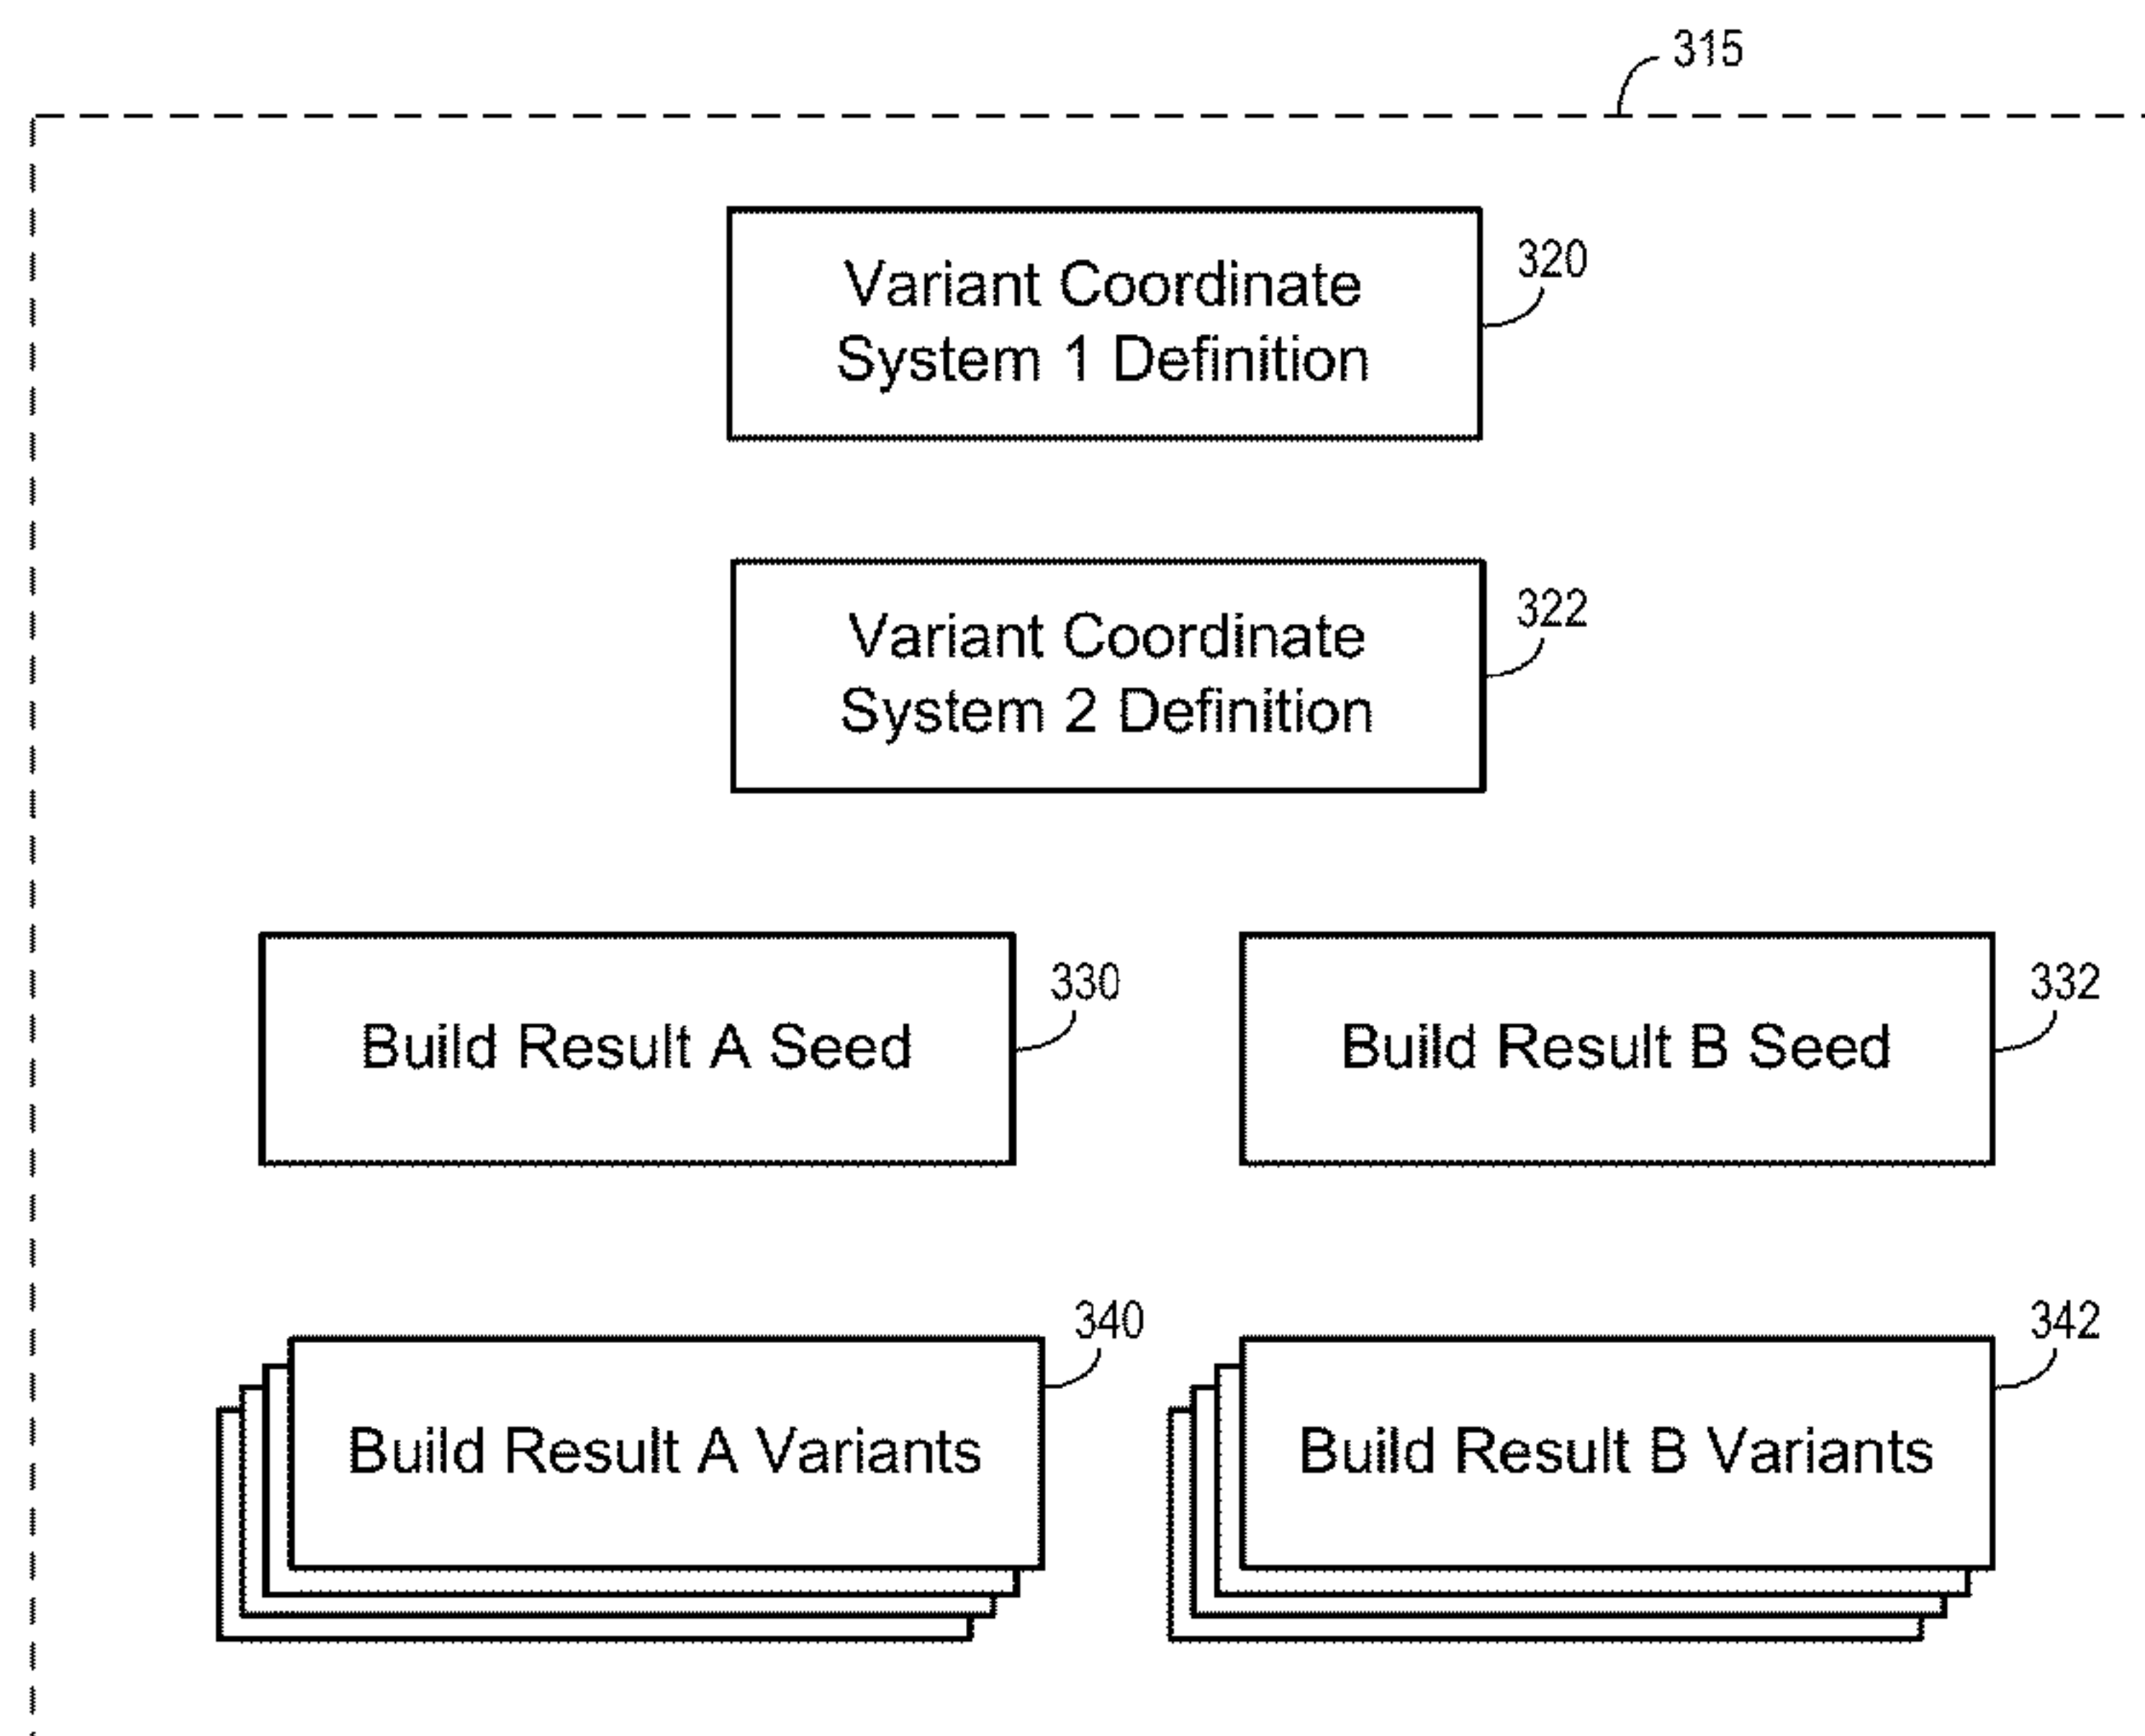 315
Variant Coordinate
System 1 Definition
320
Variant Coordinate
System 2 Definition
322
Build Result A Seed
330
Build Result B Seed
332
Build Result A Variants
340
Build Result B Variants
342